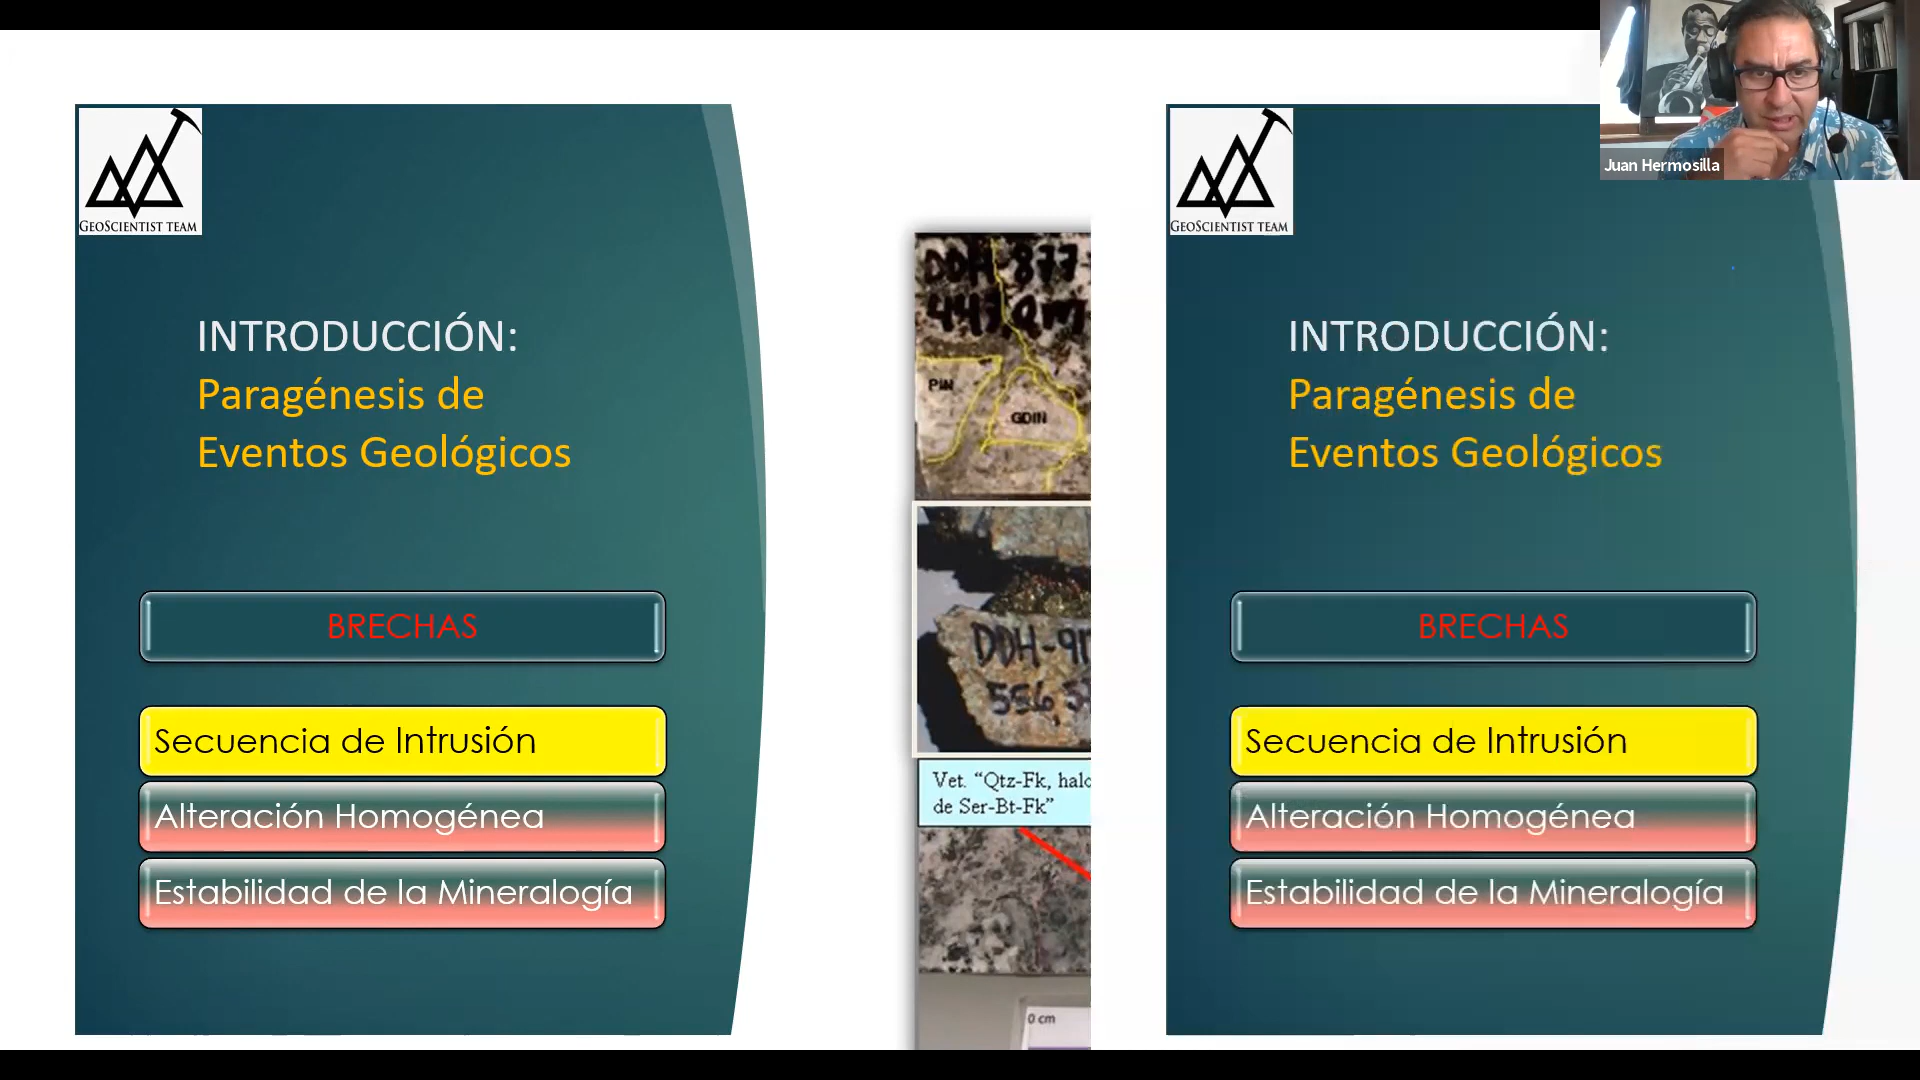 GEOSCIENTIST TEAM
INTRODUCCIÓN:
Paragénesis de
Eventos Geológicos
BRECHAS
Secuencia de Intrusión
Alteración Homogénea
Estabilidad de la Mineralogía
DDH-877
PIN
GDIN
DDH-91
Vet. “Qtz-Fk, halo
de Ser-Bt-Fk”
0 cm
GEOSCIENTIST TEAM
INTRODUCCIÓN:
Paragénesis de
Eventos Geológicos
BRECHAS
Secuencia de Intrusión
Alteración Homogénea
Estabilidad de la Mineralogía
Juan Hermosilla